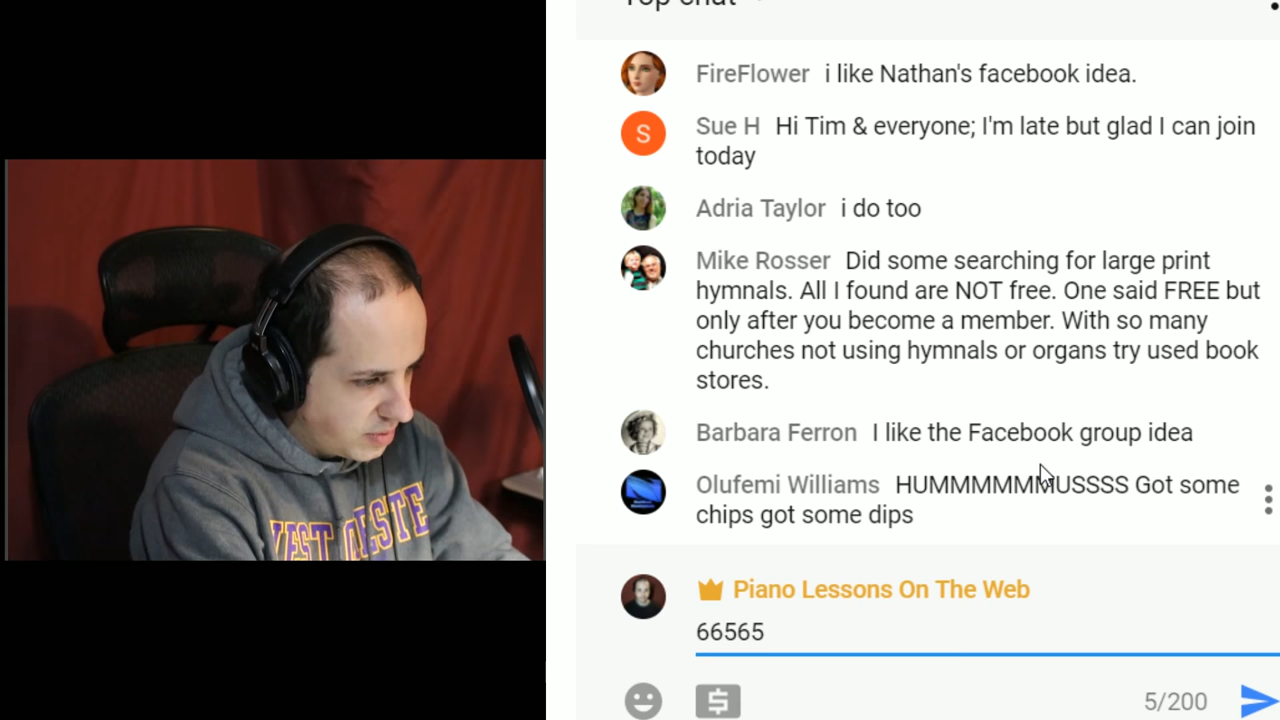 Top chat
FireFlower i like Nathan's facebook idea.
S
Sue H Hi Tim & everyone; I'm late but glad I can join
today
Adria Taylor i do too
Mike Rosser Did some searching for large print
hymnals. All I found are NOT free. One said FREE but
only after you become a member. With so many
churches not using hymnals or organs try used book
stores.
Barbara Ferron I like the Facebook group idea
Olufemi Williams HUMMMMMMUSSSS Got some
chips got some dips
Piano Lessons On The Web
66565
5/200